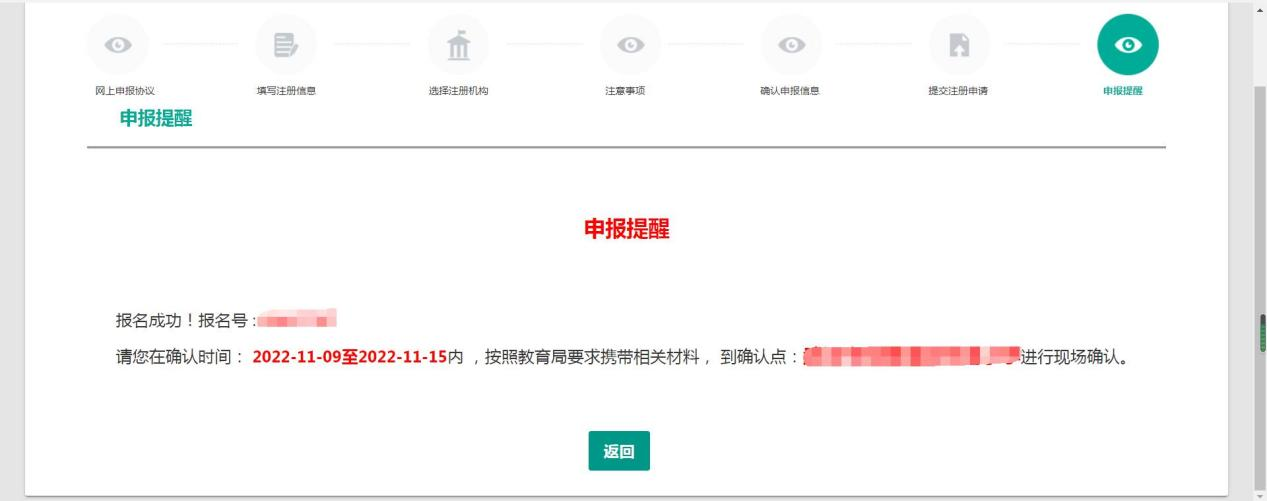 网上申报协议
填写注册信息
选择注册机构
注意事项
确认申报信息
提交注册申请
申报提醒
申报提醒
申报提醒
报名成功！报名号：
请您在确认时间：2022-11-09至2022-11-15内，按照教育局要求携带相关材料，到确认点：进行现场确认。
返回